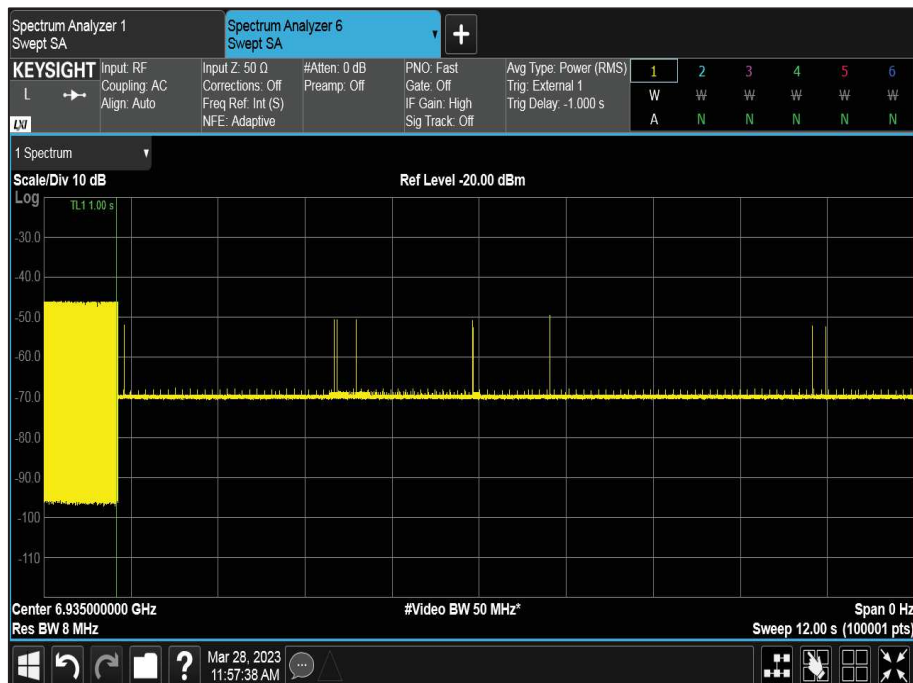 Spectrum Analyzer 1
Swept SA
Spectrum Analyzer 6
Swept SA
+
KEYSIGHT
L
LXI
Input: RF
Coupling: AC
Align: Auto
Input Z: 50 Ω
Corrections: Off
Freq Ref: Int (S)
NFE: Adaptive
#Atten: 0 dB
Preamp: Off
PNO: Fast
Gate: Off
IF Gain: High
Sig Track: Off
Avg Type: Power (RMS)
Trig: External 1
Trig Delay: -1.000 s
1 2 3 4 5 6
W W W W W W
A N N N N N
1 Spectrum
Scale/Div 10 dB
Ref Level -20.00 dBm
Log
TL1 1.00 s
-30.0
-40.0
-50.0
-60.0
-70.0
-80.0
-90.0
-100
-110
Center 6.935000000 GHz
#Video BW 50 MHz*
Span 0 Hz
Res BW 8 MHz
Sweep 12.00 s (100001 pts)
?
Mar 28, 2023
11:57:38 AM